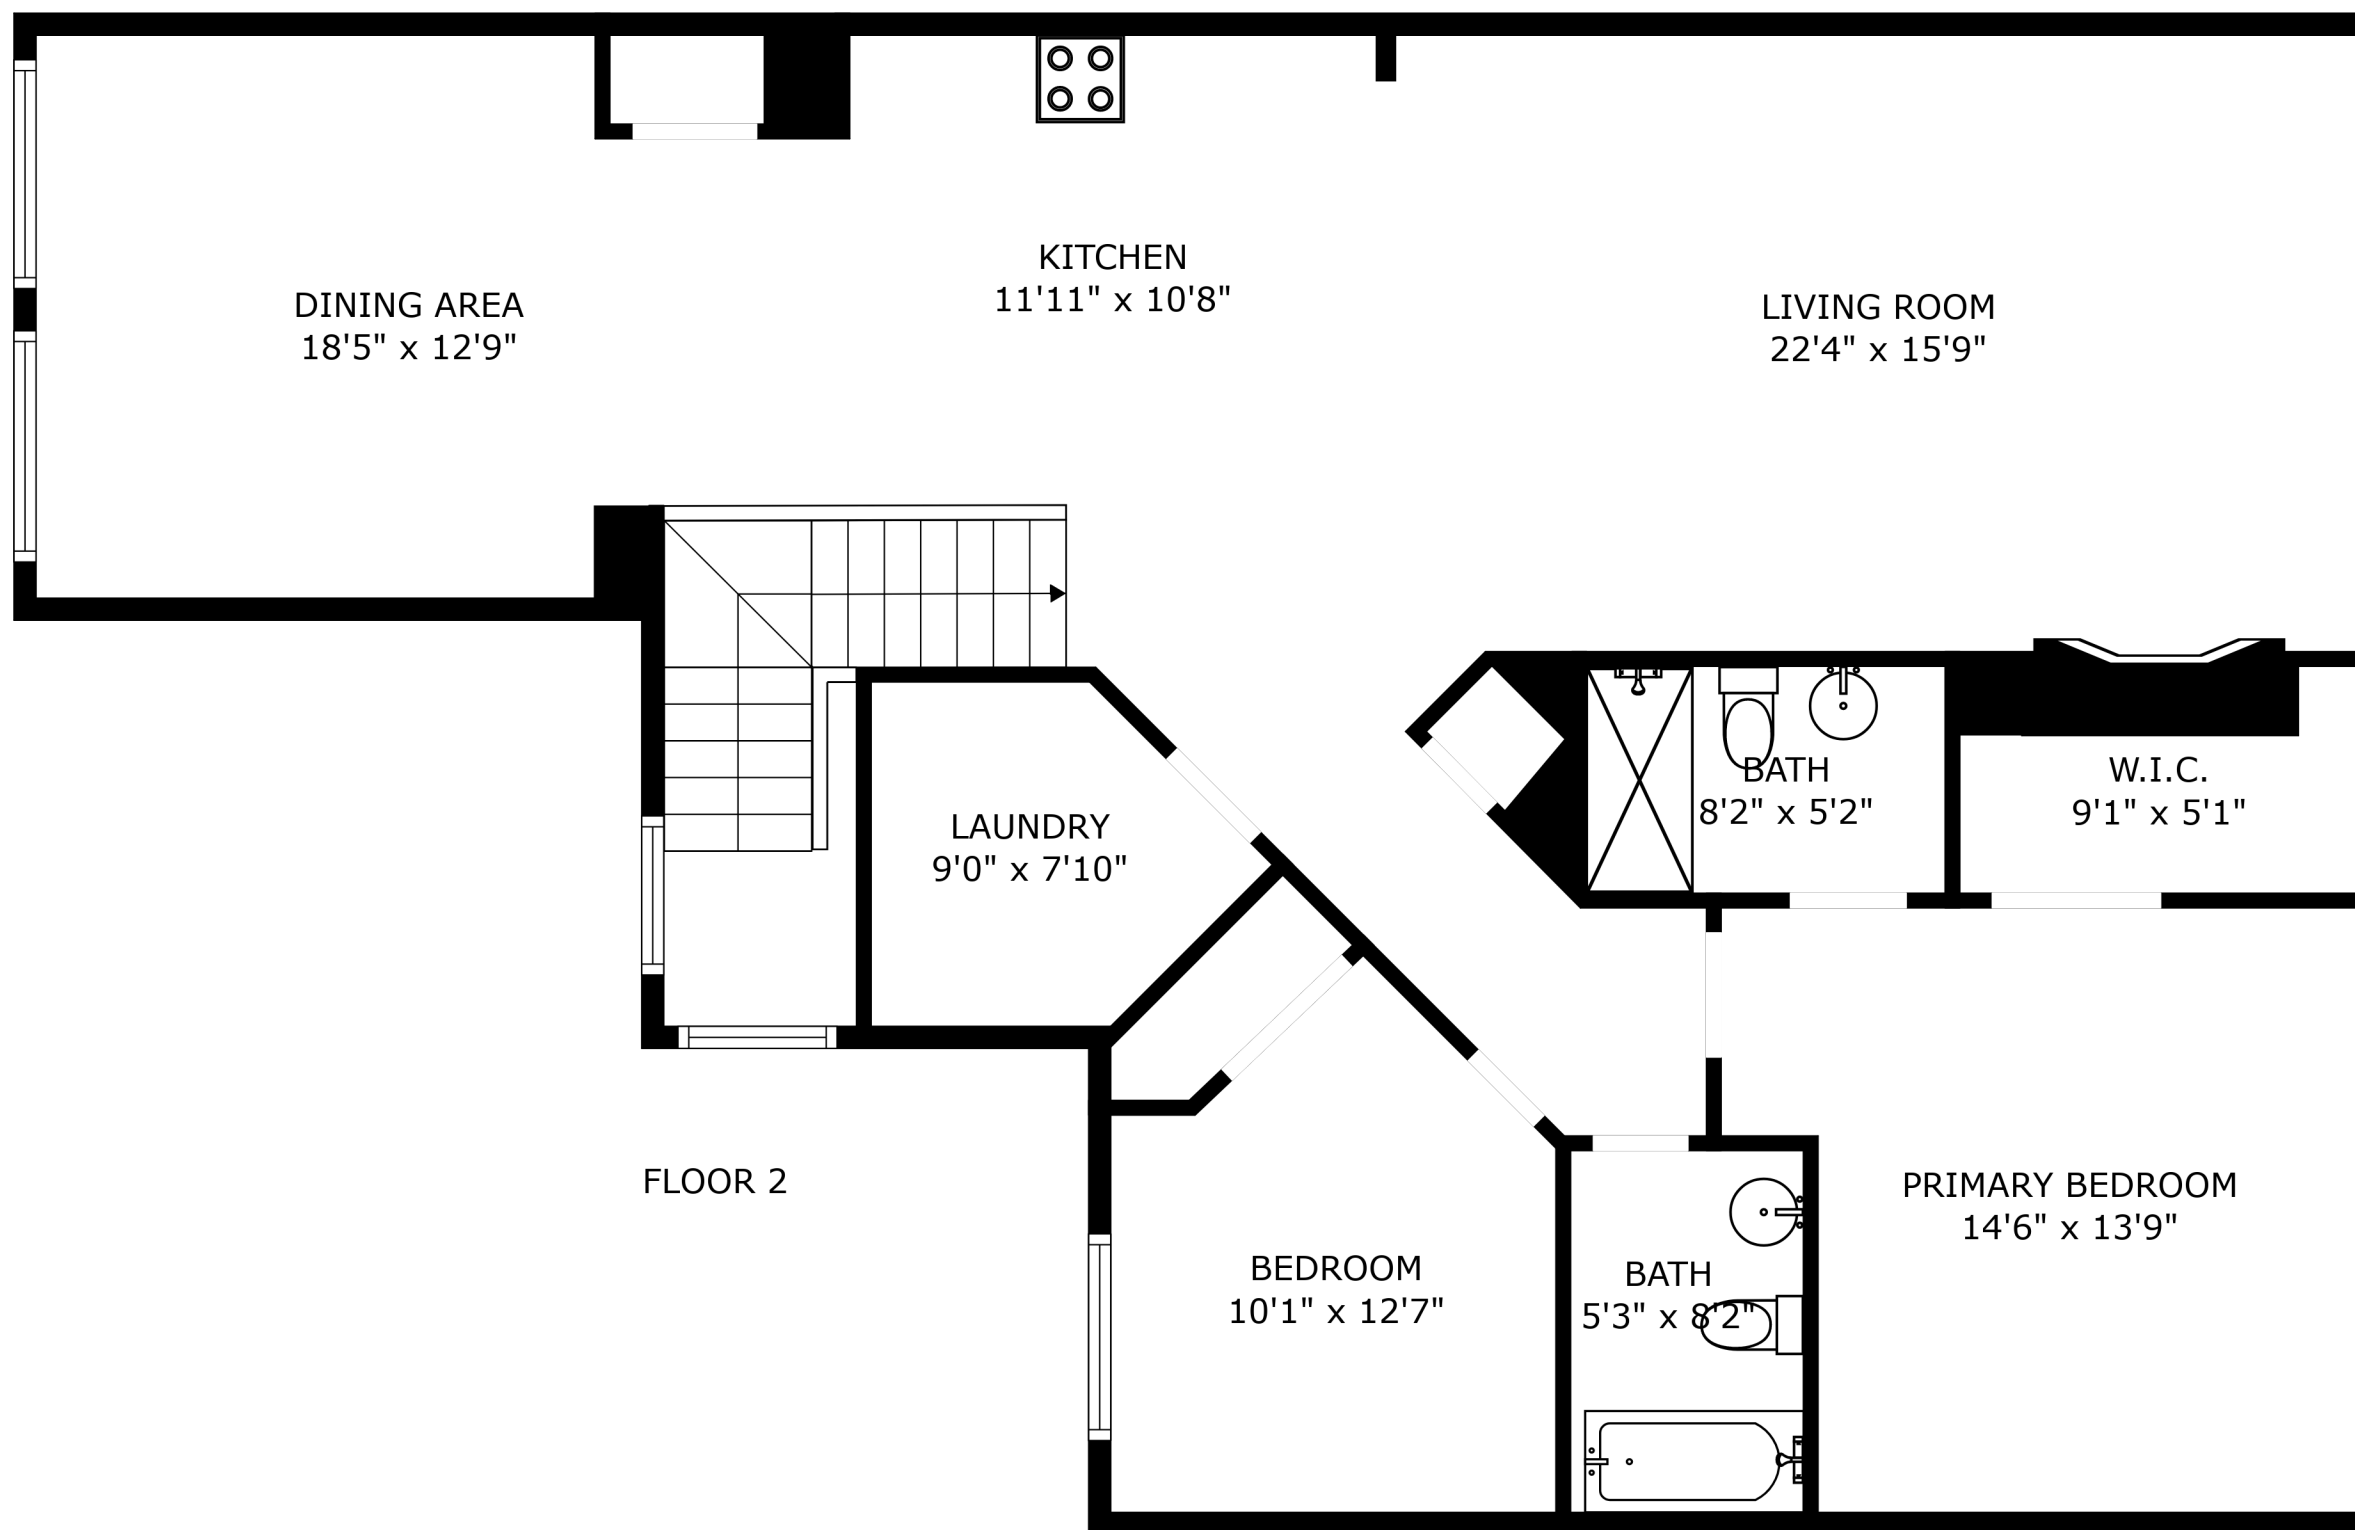 KITCHEN
11'11" x 10'8"
DINING AREA
18'5" x 12'9"
LIVING ROOM
22'4" x 15'9"
BATH
8'2" x 5'2"
W.I.C.
9'1" x 5'1"
LAUNDRY
9'0" x 7'10"
FLOOR 2
PRIMARY BEDROOM
14'6" x 13'9"
BEDROOM
10'1" x 12'7"
BATH
5'3" x 8'2"